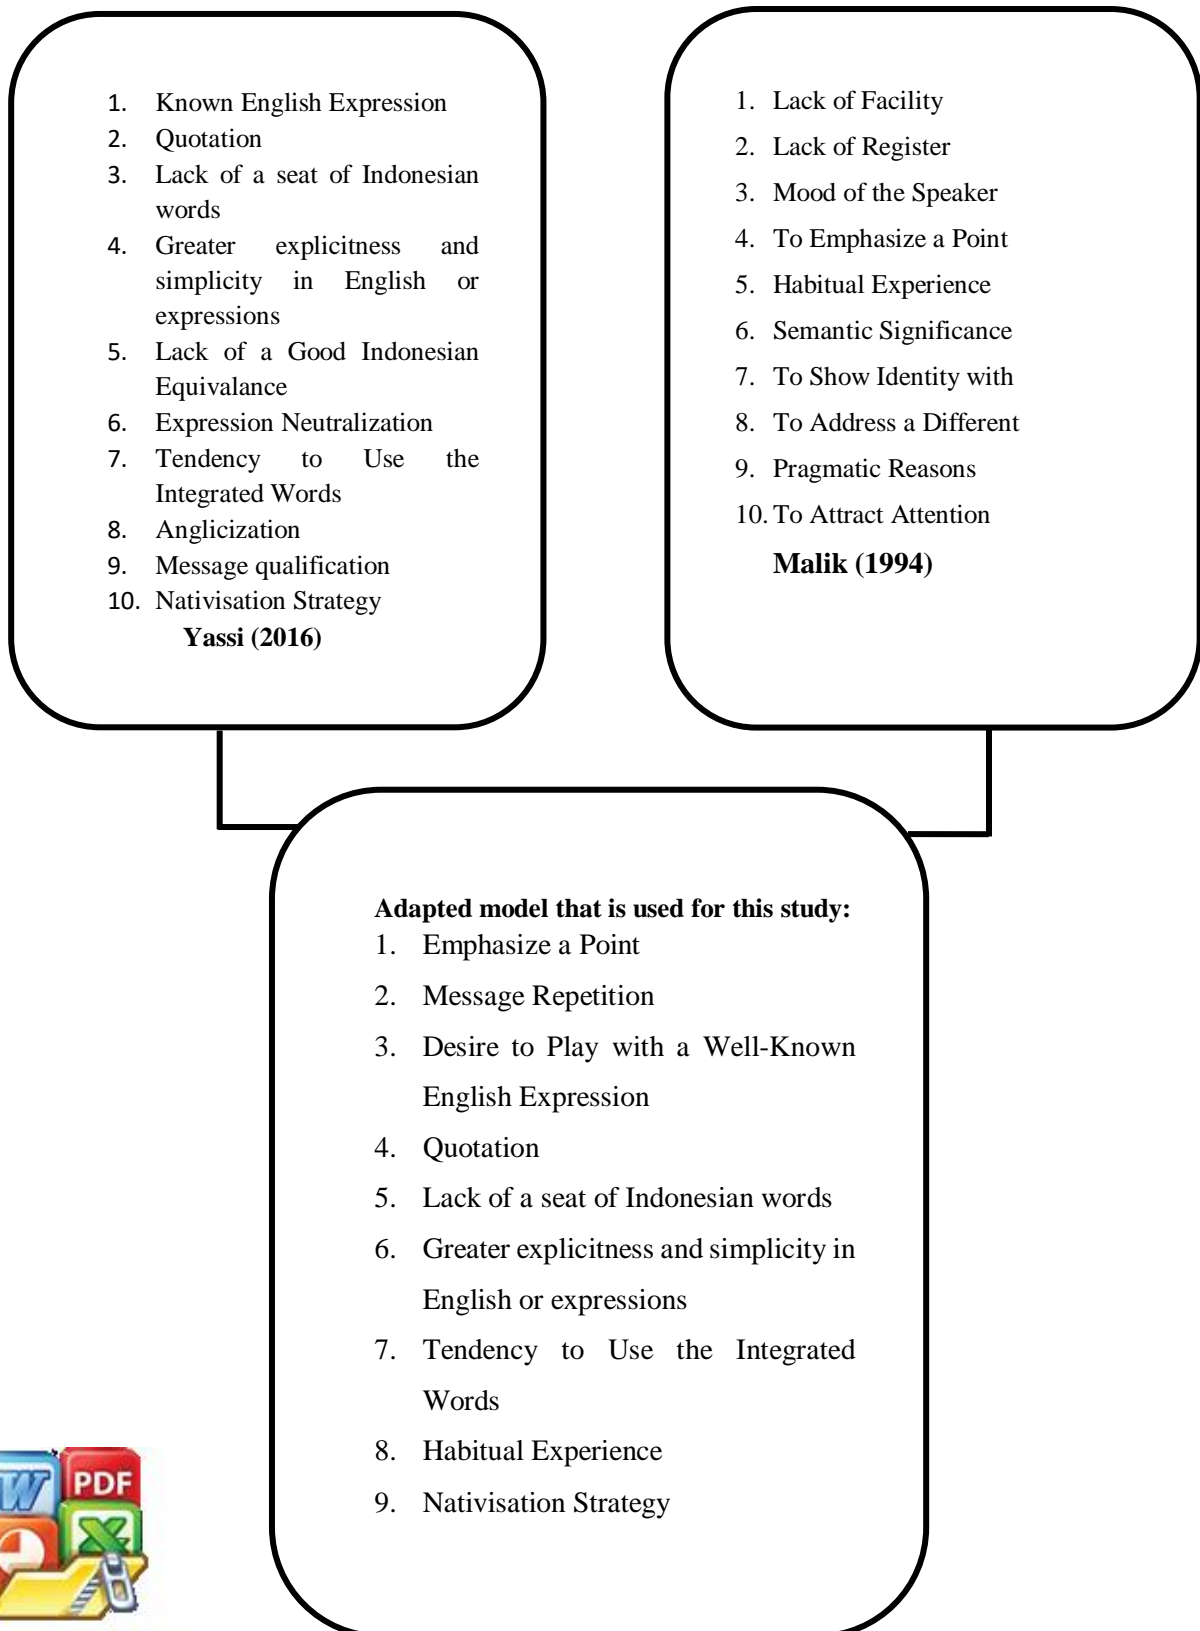 1. Known English Expression
2. Quotation
3. Lack of a seat of Indonesian
words
4. Greater explicitness and
simplicity in English or
expressions
5. Lack of a Good Indonesian
Equivalance
6. Expression Neutralization
7. Tendency to Use the
Integrated Words
8. Anglicization
9. Message qualification
10. Nativisation Strategy
Yassi (2016)
1. Lack of Facility
2. Lack of Register
3. Mood of the Speaker
4. To Emphasize a Point
5. Habitual Experience
6. Semantic Significance
7. To Show Identity with
8. To Address a Different
9. Pragmatic Reasons
10. To Attract Attention
Malik (1994)
Adapted model that is used for this study:
1. Emphasize a Point
2. Message Repetition
3. Desire to Play with a Well-Known
English Expression
4. Quotation
5. Lack of a seat of Indonesian words
6. Greater explicitness and simplicity in
English or expressions
7. Tendency to Use the Integrated
Words
8. Habitual Experience
9. Nativisation Strategy
W PDF
X